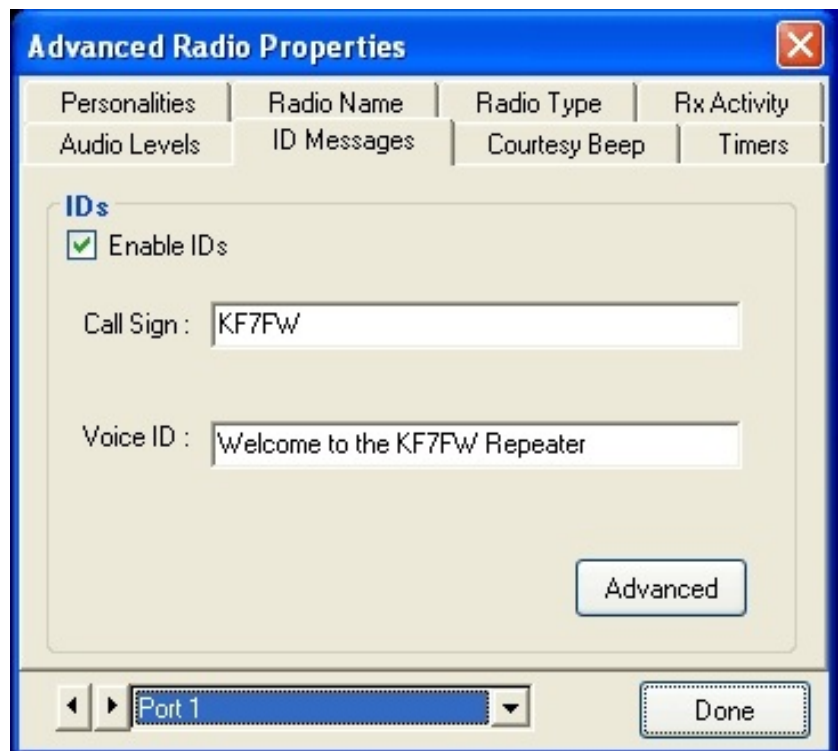 Advanced Radio Properties
Personalities Radio Name Radio Type Rx Activity
Audio Levels ID Messages Courtesy Beep Timers
IDs
Enable IDs
Call Sign : KF7FW
Voice ID : Welcome to the KF7FW Repeater
Advanced
Port 1 Done